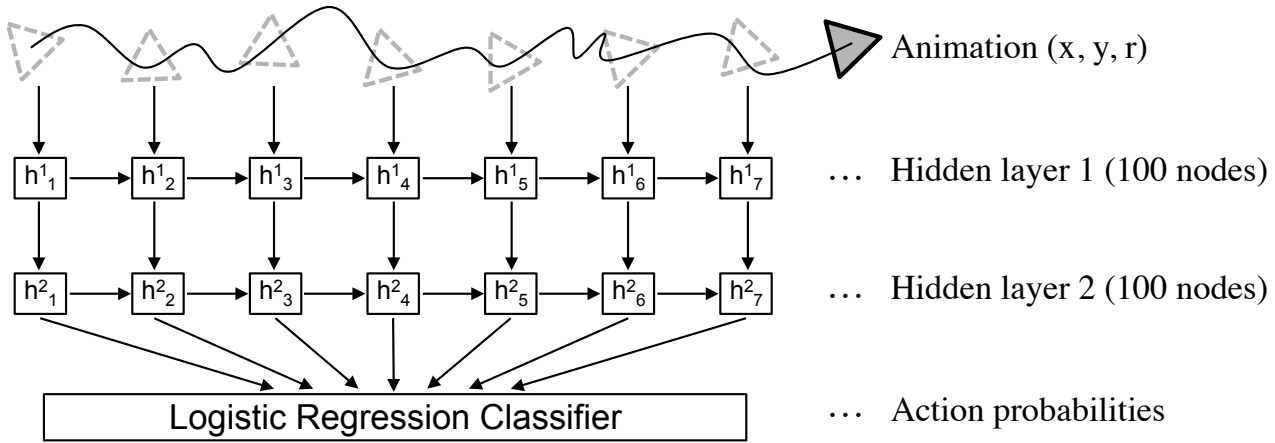 Animation (x, y, r)
h¹₁ h¹₂ h¹₃ h¹₄ h¹₅ h¹₆ h¹₇ … Hidden layer 1 (100 nodes)
h²₁ h²₂ h²₃ h²₄ h²₅ h²₆ h²₇ … Hidden layer 2 (100 nodes)
Logistic Regression Classifier … Action probabilities